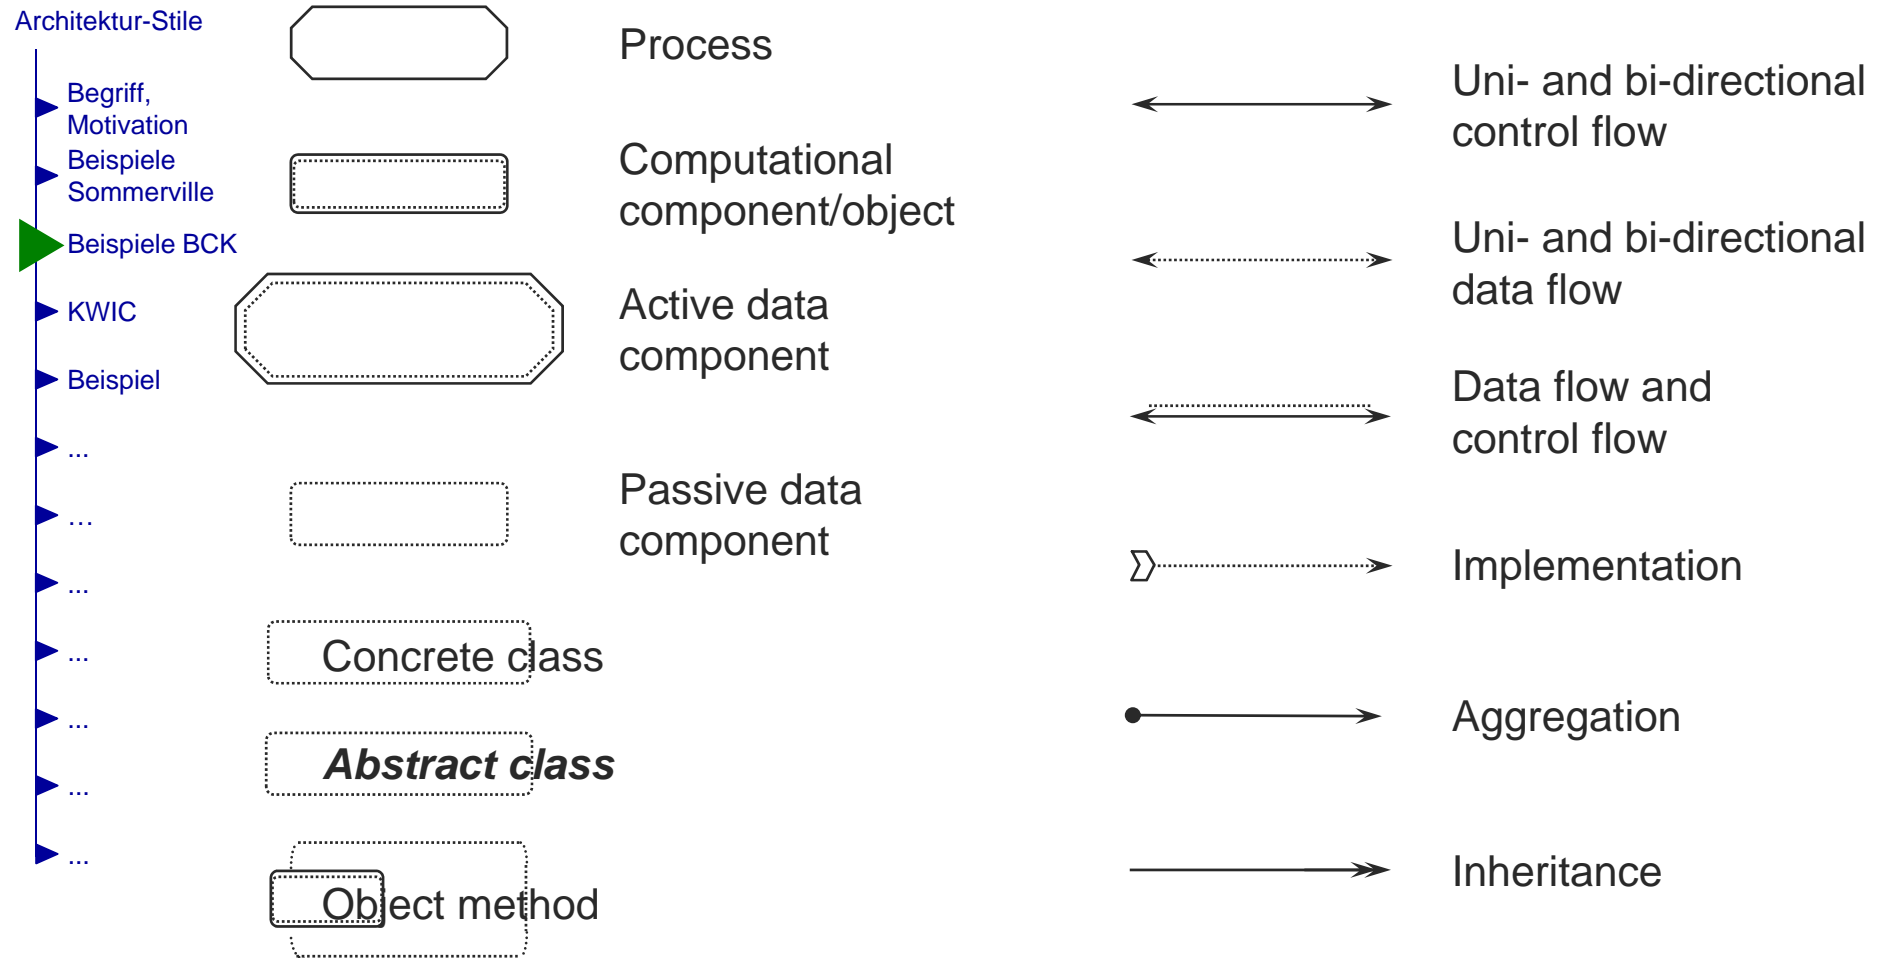 Architektur-Stile
Begriff,
Motivation
Beispiele
Sommerville
Beispiele BCK
KWIC
Beispiel
...
...
...
...
...
...
...
Process
Computational
component/object
Active data
component
Passive data
component
Concrete class
Abstract class
Object method
Uni- and bi-directional
control flow
Uni- and bi-directional
data flow
Data flow and
control flow
Implementation
Aggregation
Inheritance